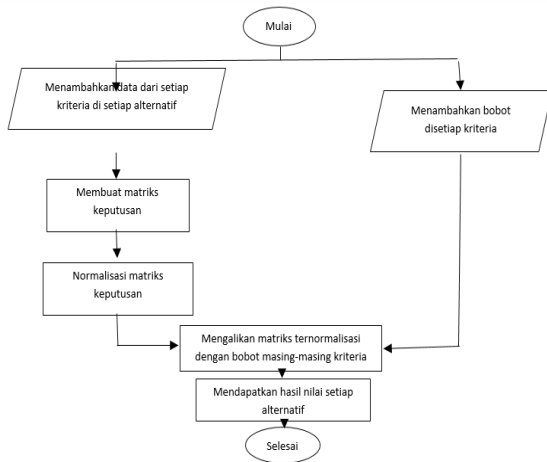 Mulai
Menambahkan data dari setiap
kriteria di setiap alternatif
Menambahkan bobot
disetiap kriteria
Membuat matriks
keputusan
Normalisasi matriks
keputusan
Mengalikan matriks ternormalisasi
dengan bobot masing-masing kriteria
Mendapatkan hasil nilai setiap
alternatif
Selesai